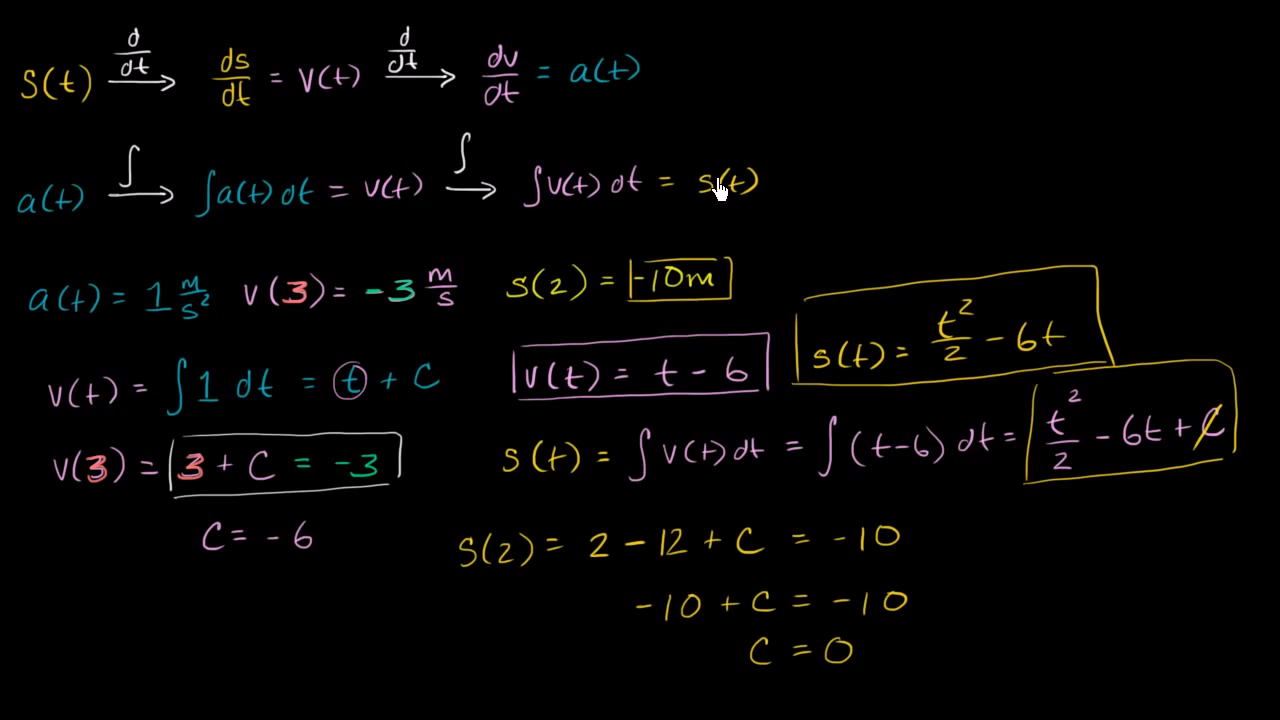 s(t) d/dt → ds/dt = v(t) d/dt → dv/dt = a(t)
a(t) ∫ → ∫a(t) dt = v(t) ∫ → ∫v(t) dt = s(t)
a(t) = 1 m/s² v(3) = -3 m/s s(2) = -10m
v(t) = t - 6 s(t) = t²/2 - 6t
v(t) = ∫ 1 dt = t + C
s(t) = ∫ v(t) dt = ∫ (t-6) dt = t²/2 - 6t + C
v(3) = 3 + C = -3
C = -6
s(2) = 2 - 12 + C = -10
-10 + C = -10
C = 0